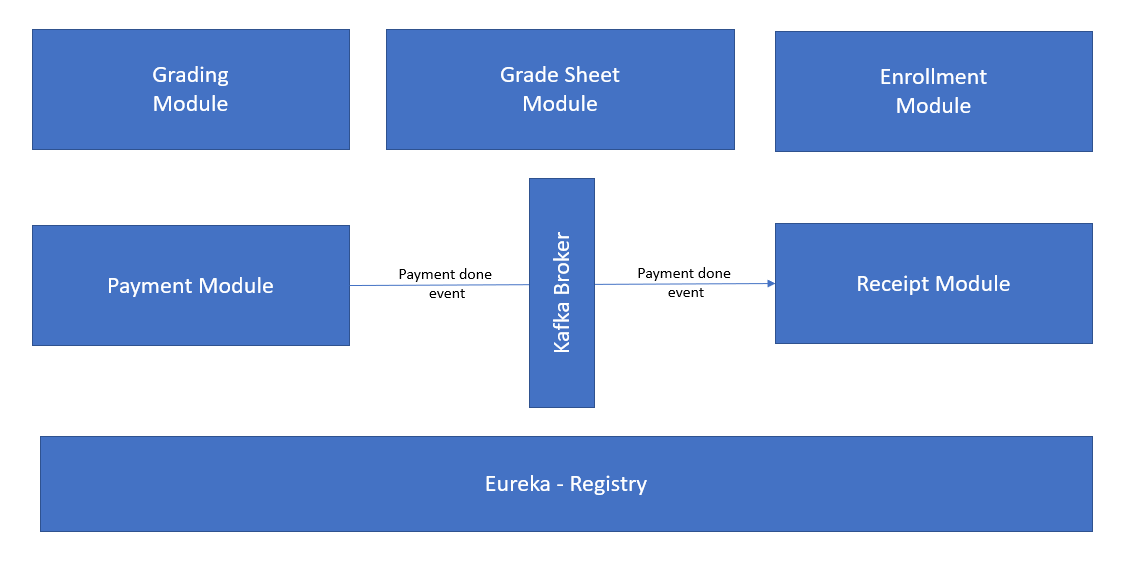 Grading
Module
Grade Sheet
Module
Enrollment
Module
Payment Module
Payment done
event
Kafka Broker
Payment done
event
Receipt Module
Eureka - Registry